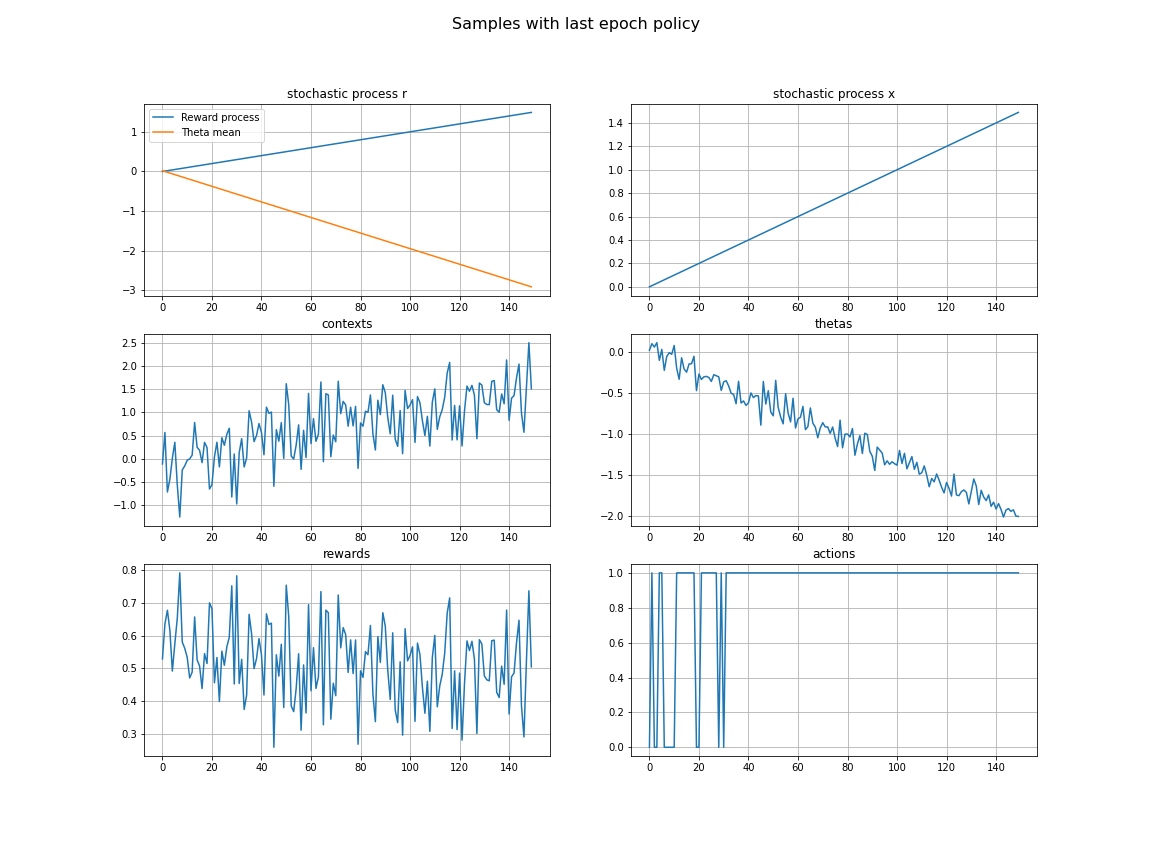 Samples with last epoch policy
stochastic process r
Reward process
Theta mean
1
0
−1
−2
−3
0 20 40 60 80 100 120 140
stochastic process x
1.4
1.2
1.0
0.8
0.6
0.4
0.2
0.0
0 20 40 60 80 100 120 140
contexts
2.5
2.0
1.5
1.0
0.5
0.0
−0.5
−1.0
0 20 40 60 80 100 120 140
thetas
0.0
−0.5
−1.0
−1.5
−2.0
0 20 40 60 80 100 120 140
rewards
0.8
0.7
0.6
0.5
0.4
0.3
0 20 40 60 80 100 120 140
actions
1.0
0.8
0.6
0.4
0.2
0.0
0 20 40 60 80 100 120 140